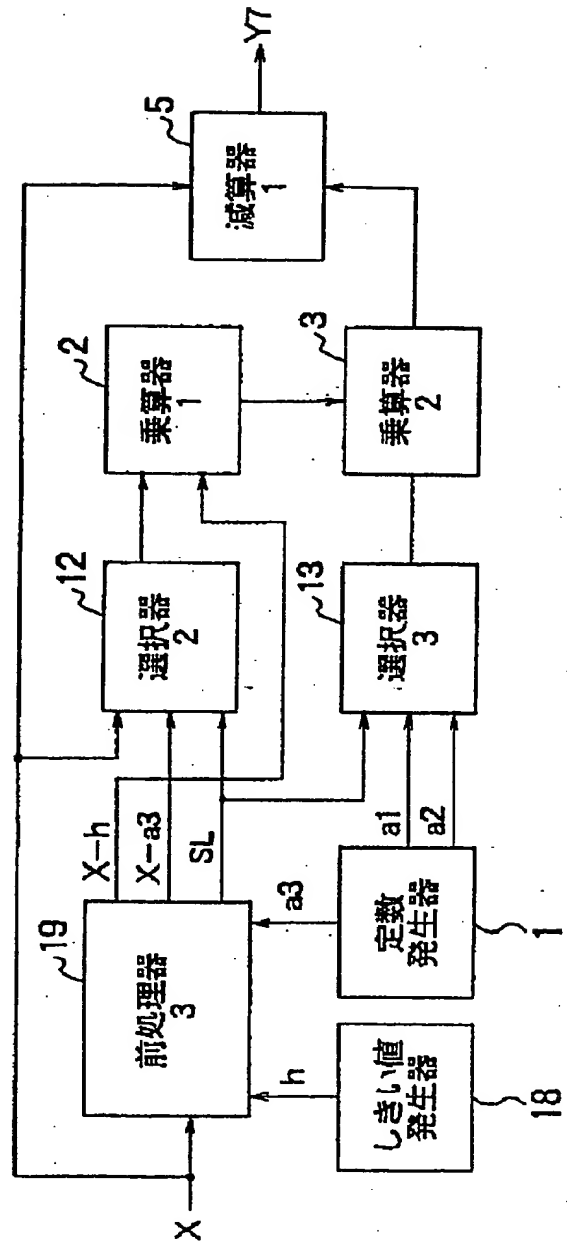 X
19
前処理器
3
X-h
X-a3
SL
h
a3
しきい値
発生器
18
定数
発生器
1
a1
a2
12
選択器
2
13
選択器
3
2
乗算器
1
3
乗算器
2
5
減算器
1
Y7